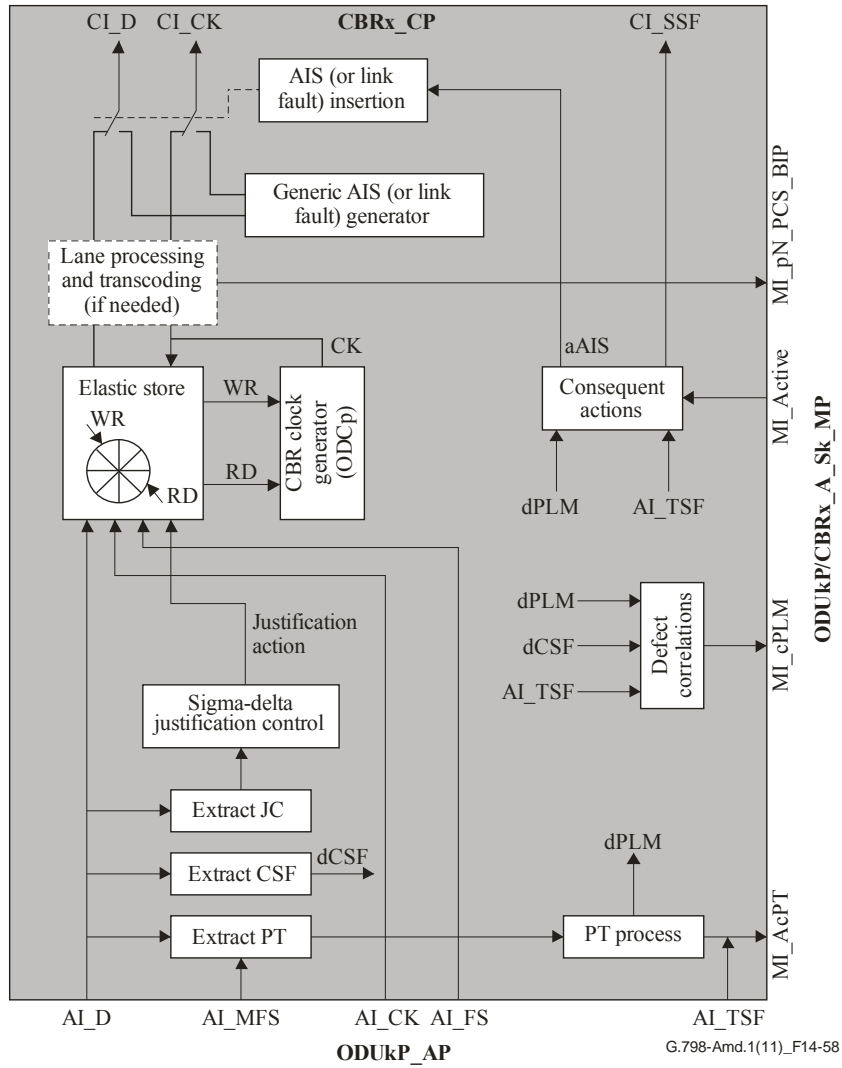 CI_D CI_CK CBRx_CP CI_SSF
AIS (or link
fault) insertion
Generic AIS (or link
fault) generator
MI_pN_PCS_BIP
Lane processing
and transcoding
(if needed)
CK
aAIS
Elastic store
WR
WR
RD
RD
CBR clock
generator
(ODCp)
Consequent
actions
MI_Active
dPLM AI_TSF
ODUkP/CBRx_A_Sk_MP
dPLM
dCSF
AI_TSF
Defect
correlations
MI_cPLM
Justification
action
Sigma-delta
justification control
Extract JC
Extract CSF
dCSF
dPLM
Extract PT
PT process
MI_AcPT
AI_D AI_MFS AI_CK AI_FS AI_TSF
ODUkP_AP
G.798-Amd.1(11)_F14-58